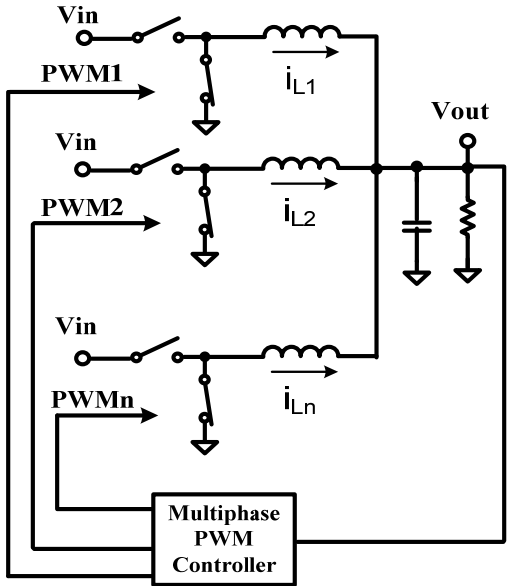 Vin
PWM1
iL1
Vout
Vin
PWM2
iL2
Vin
PWMn
iLn
Multiphase
PWM
Controller